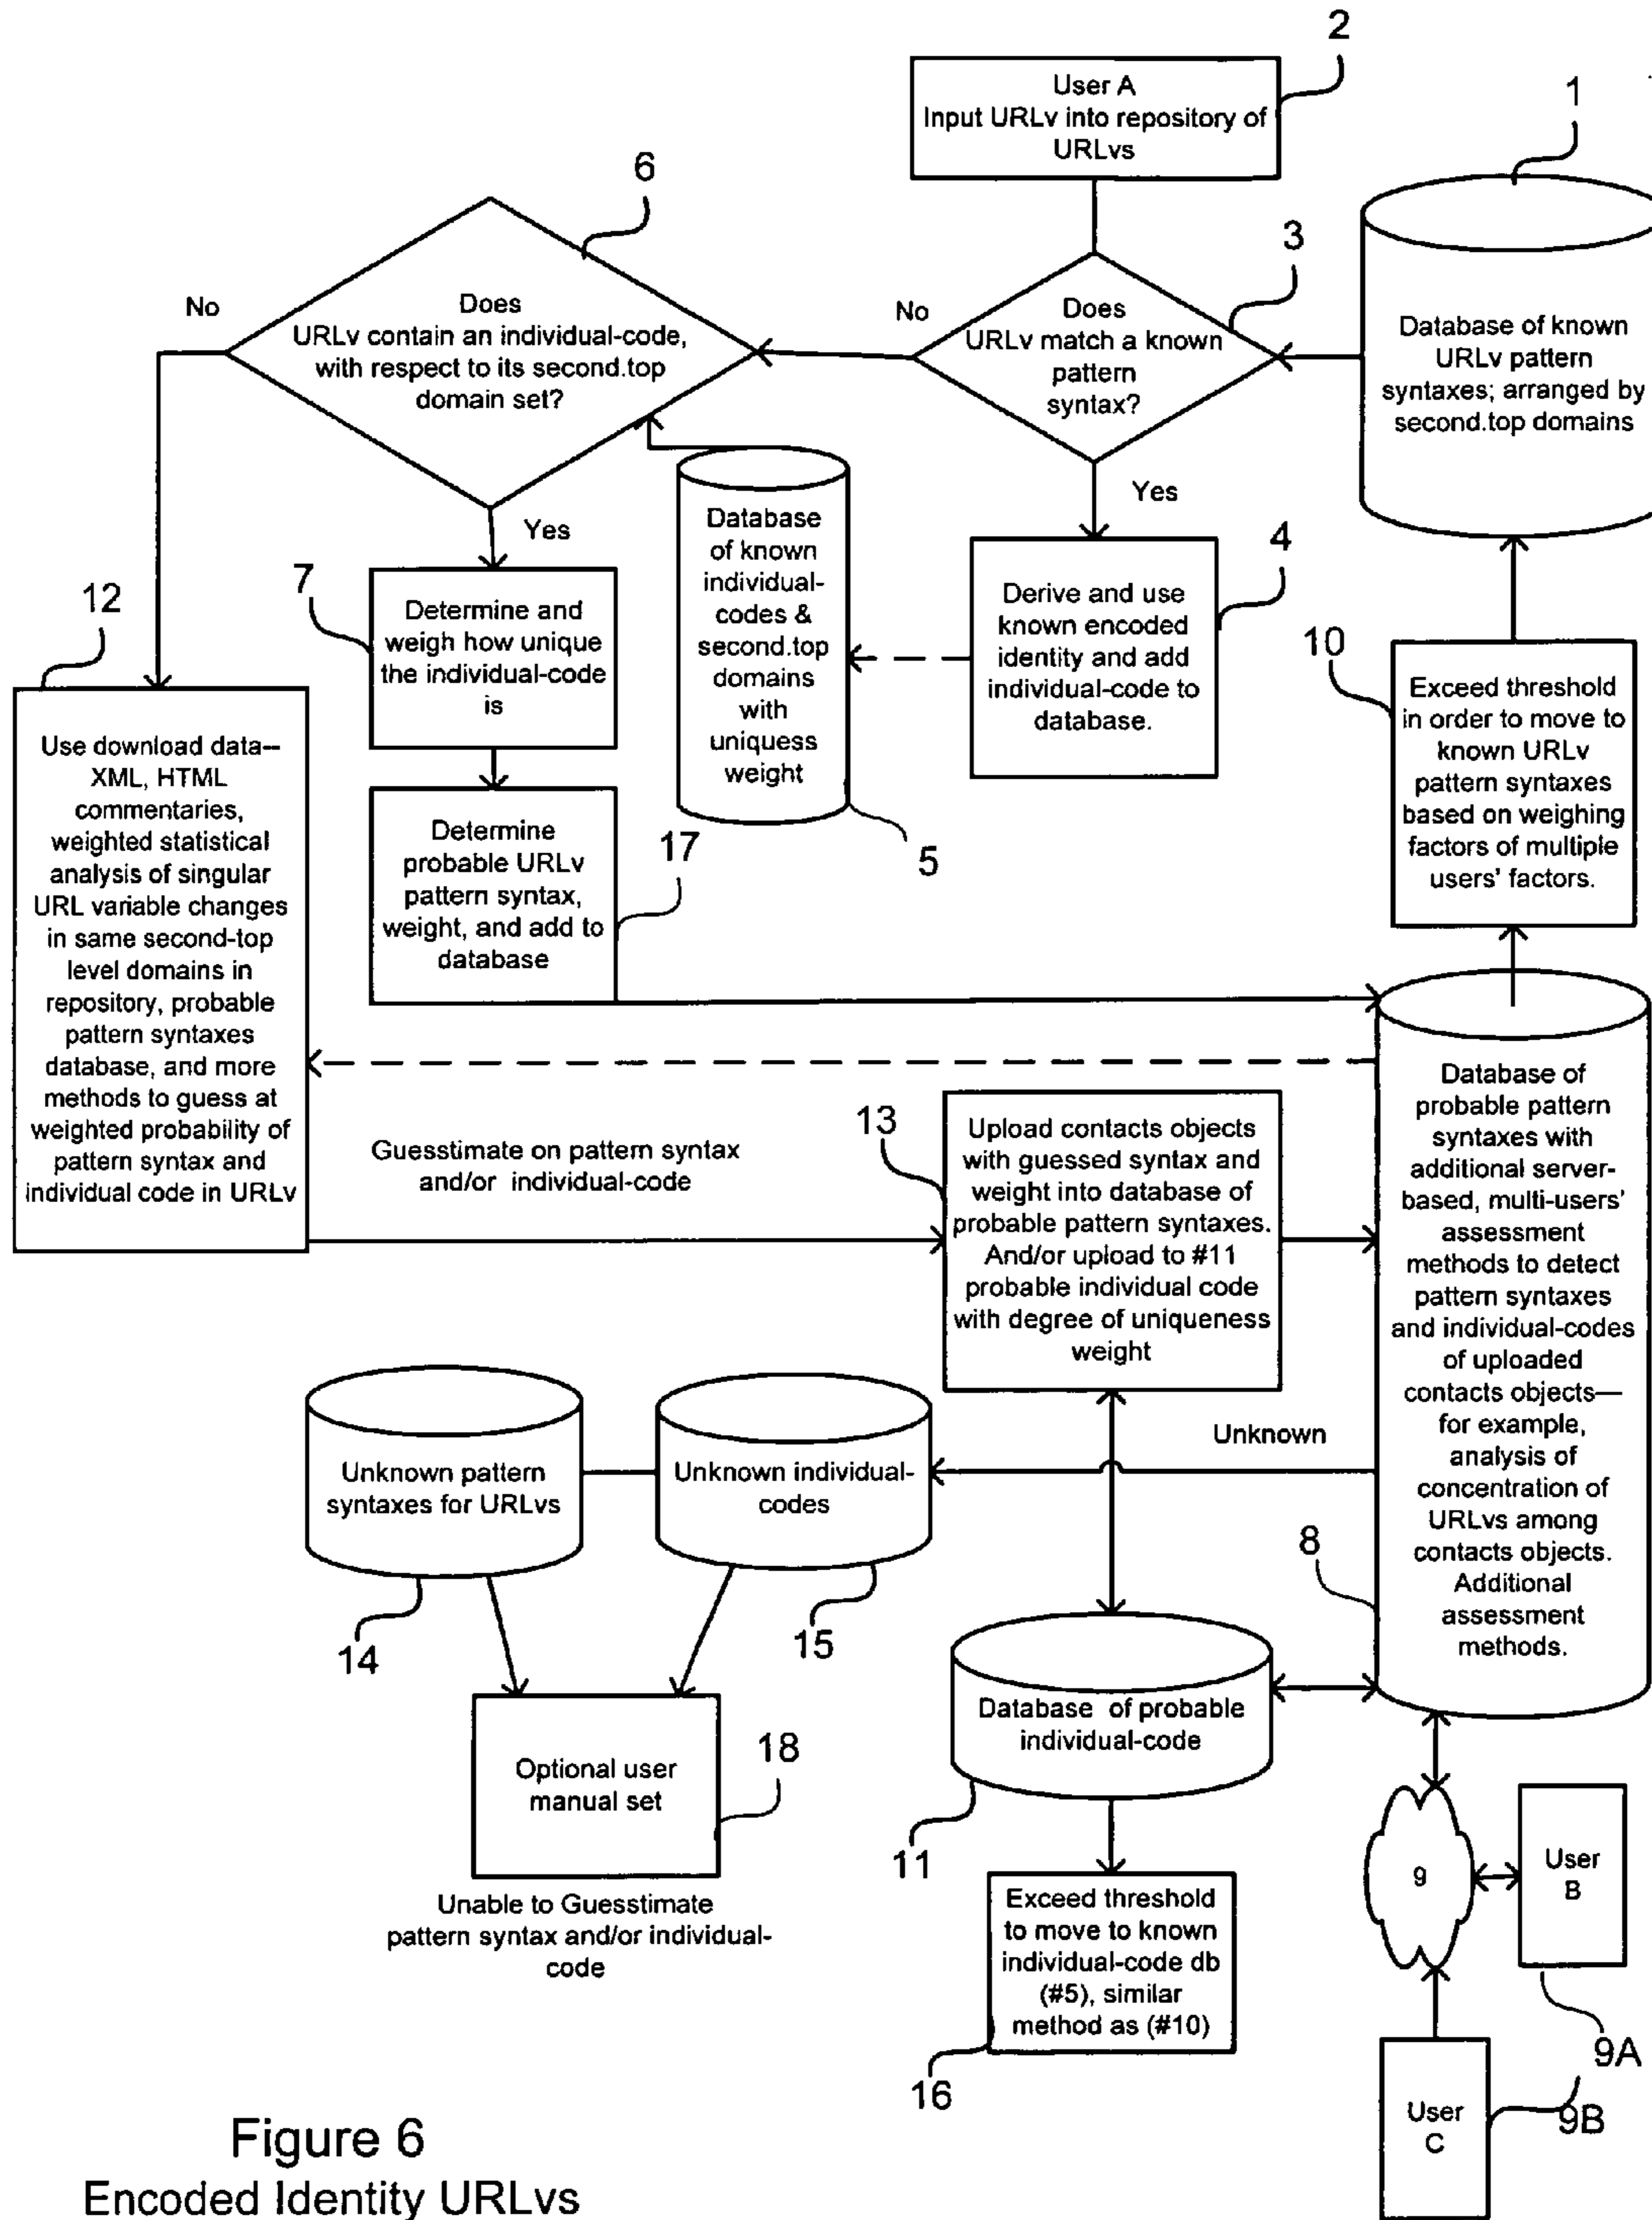 2
User A
Input URLv into repository of
URLvs
1
Database of known
URLv pattern
syntaxes; arranged by
second.top domains
3
Does
URLv match a known
pattern
syntax?
No
Yes
6
Does
URLv contain an individual-code,
with respect to its second.top
domain set?
No
Yes
4
Derive and use
known encoded
identity and add
individual-code to
database.
Database
of known
individual-
codes &
second.top
domains
with
uniquess
weight
5
7
Determine and
weigh how unique
the individual-code
is
17
Determine
probable URLv
pattern syntax,
weight, and add to
database
10
Exceed threshold
in order to move to
known URLv
pattern syntaxes
based on weighing
factors of multiple
users' factors.
12
Use download data--
XML, HTML
commentaries,
weighted statistical
analysis of singular
URL variable changes
in same second-top
level domains in
repository, probable
pattern syntaxes
database, and more
methods to guess at
weighted probability of
pattern syntax and
individual code in URLv
Guesstimate on pattern syntax
and/or individual-code
13
Upload contacts objects
with guessed syntax and
weight into database of
probable pattern syntaxes.
And/or upload to #11
probable individual code
with degree of uniqueness
weight
Database of
probable pattern
syntaxes with
additional server-
based, multi-users'
assessment
methods to detect
pattern syntaxes
and individual-codes
of uploaded
contacts objects—
for example,
analysis of
concentration of
URLvs among
contacts objects.
Additional
assessment
methods.
8
Unknown
Unknown pattern
syntaxes for URLvs
14
Unknown individual-
codes
15
Optional user
manual set
18
Unable to Guesstimate
pattern syntax and/or individual-
code
Database of probable
individual-code
11
Exceed threshold
to move to known
individual-code db
(#5), similar
method as (#10)
16
9
User
B
9A
User
C
9B
Figure 6
Encoded Identity URLvs